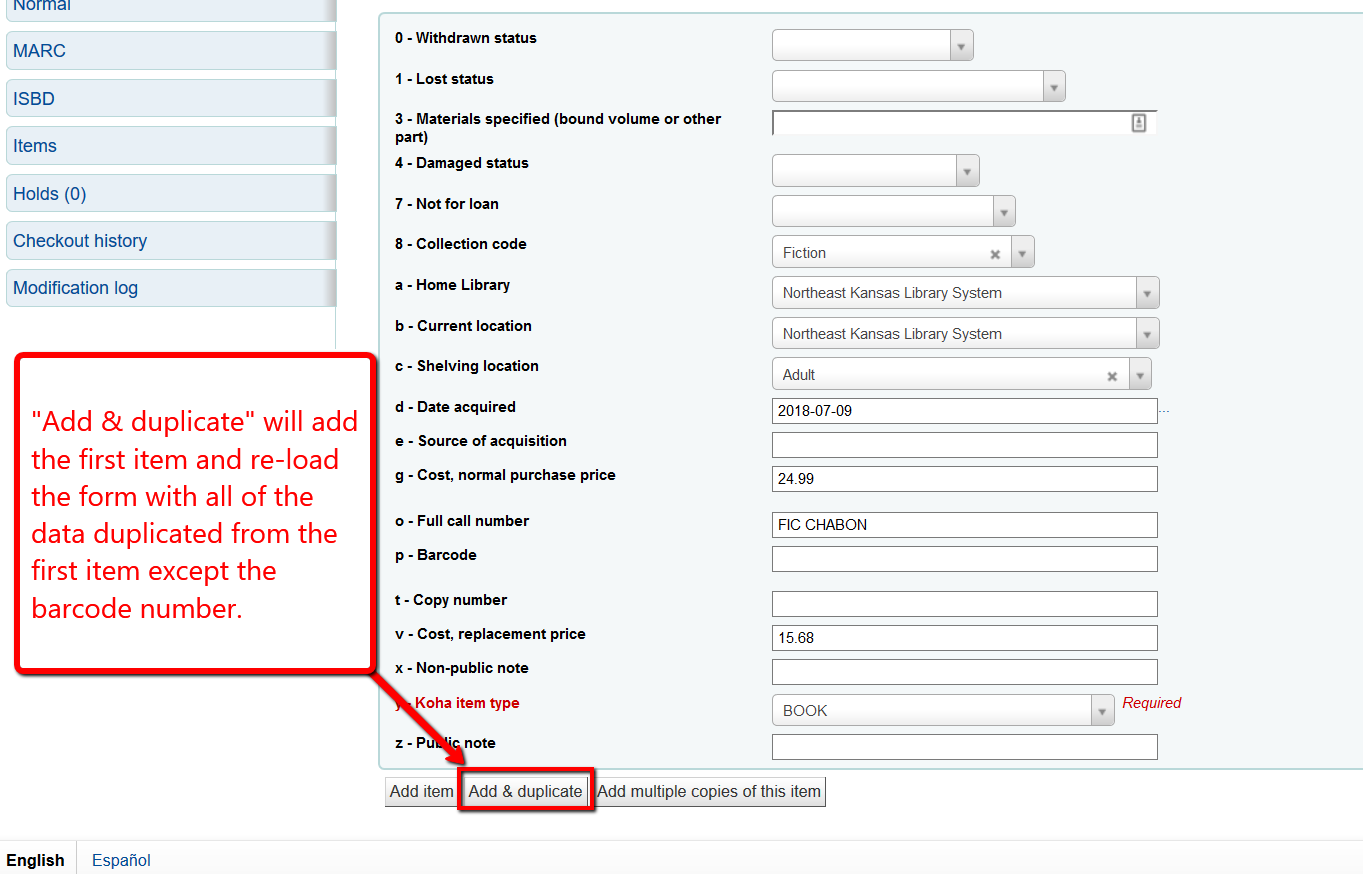 Normal
MARC
ISBD
Items
Holds (0)
Checkout history
Modification log
"Add & duplicate" will add
the first item and re-load
the form with all of the
data duplicated from the
first item except the
barcode number.
0 - Withdrawn status
1 - Lost status
3 - Materials specified (bound volume or other
part)
4 - Damaged status
7 - Not for loan
8 - Collection code
Fiction
a - Home Library
Northeast Kansas Library System
b - Current location
Northeast Kansas Library System
c - Shelving location
Adult
d - Date acquired
2018-07-09
...
e - Source of acquisition
g - Cost, normal purchase price
24.99
o - Full call number
FIC CHABON
p - Barcode
t - Copy number
v - Cost, replacement price
15.68
x - Non-public note
y - Koha item type
BOOK
Required
z - Public note
Add item
Add & duplicate
Add multiple copies of this item
English
Español